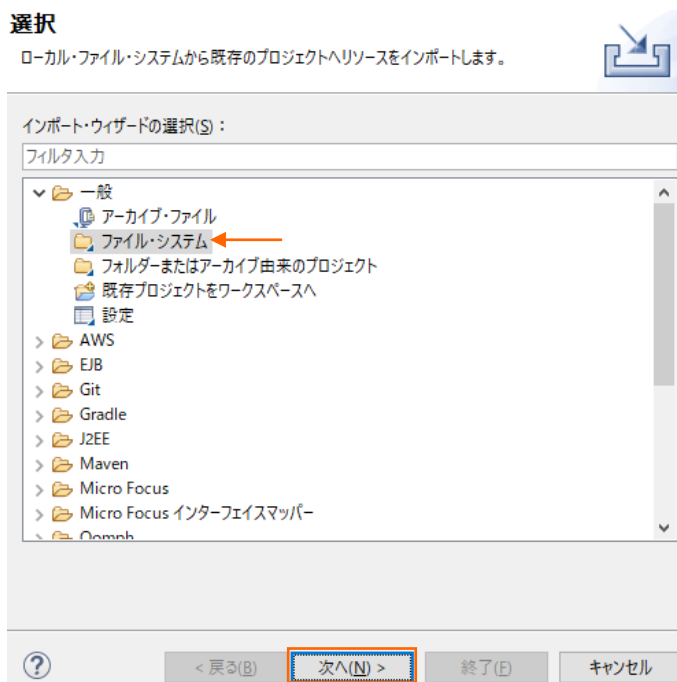 選択
ローカル・ファイル・システムから既存のプロジェクトへリソースをインポートします。
インポート・ウィザードの選択(S)：
フィルタ入力
一般
アーカイブ・ファイル
ファイル・システム
フォルダーまたはアーカイブ由来のプロジェクト
既存プロジェクトをワークスペースへ
設定
AWS
EJB
Git
Gradle
J2EE
Maven
Micro Focus
Micro Focus インターフェイスマッパー
Oomph
< 戻る(B)
次へ(N) >
終了(F)
キャンセル